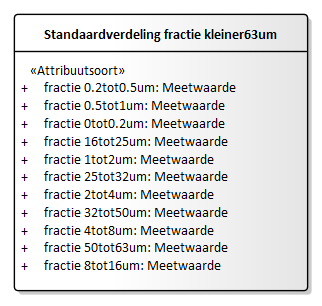 Standaardverdeling fractie kleiner63um
«Attribuutsoort»
+ fractie 0.2tot0.5um: Meetwaarde
+ fractie 0.5tot1um: Meetwaarde
+ fractie 0tot0.2um: Meetwaarde
+ fractie 16tot25um: Meetwaarde
+ fractie 1tot2um: Meetwaarde
+ fractie 25tot32um: Meetwaarde
+ fractie 2tot4um: Meetwaarde
+ fractie 32tot50um: Meetwaarde
+ fractie 4tot8um: Meetwaarde
+ fractie 50tot63um: Meetwaarde
+ fractie 8tot16um: Meetwaarde